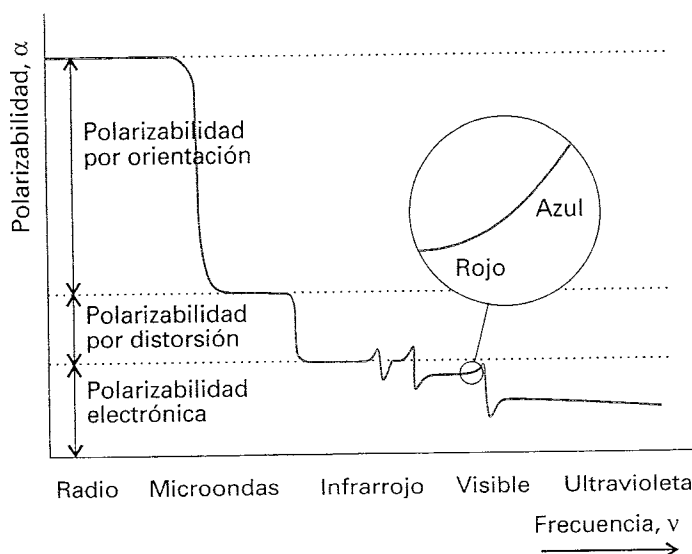 Polarizabilidad, α
Polarizabilidad
por orientación
Azul
Rojo
Polarizabilidad
por distorsión
Polarizabilidad
electrónica
Radio Microondas Infrarrojo Visible Ultravioleta
Frecuencia, ν